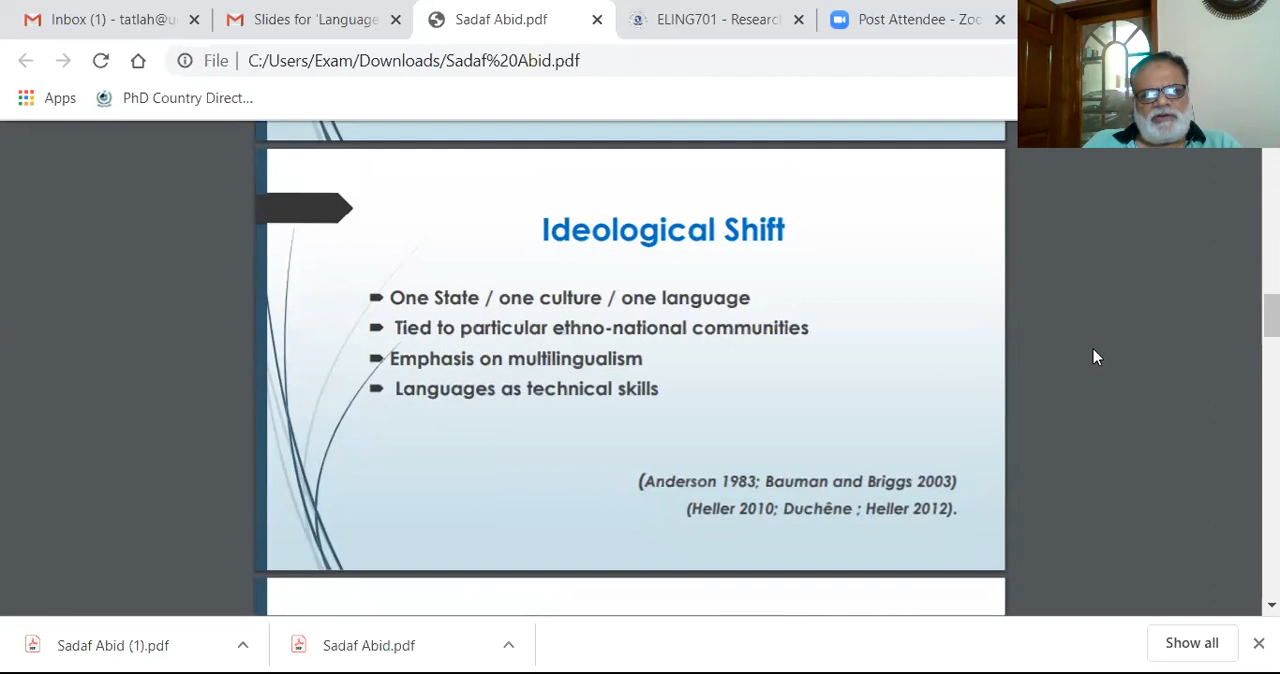 Inbox (1) - tatlah@u
Slides for 'Language
Sadaf Abid.pdf
ELING701 - Researc
Post Attendee - Zoo
File | C:/Users/Exam/Downloads/Sadaf%20Abid.pdf
Apps
PhD Country Direct...
Ideological Shift
One State / one culture / one language
Tied to particular ethno-national communities
Emphasis on multilingualism
Languages as technical skills
(Anderson 1983; Bauman and Briggs 2003)
(Heller 2010; Duchêne ; Heller 2012).
Sadaf Abid (1).pdf
Sadaf Abid.pdf
Show all